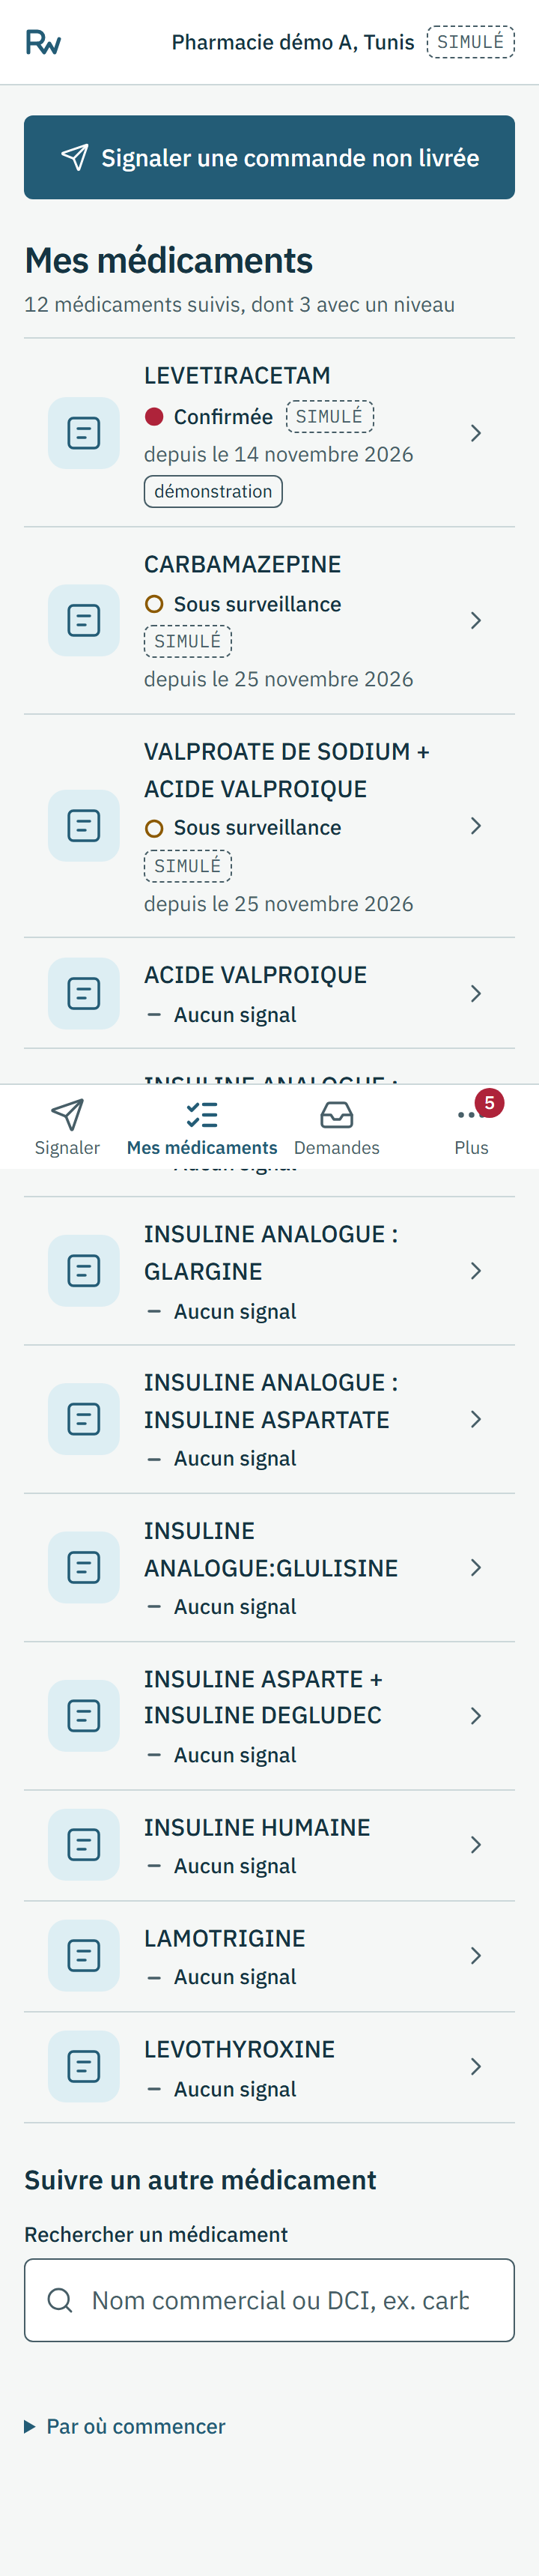 Rw
Pharmacie démo A, Tunis SIMULÉ
Signaler une commande non livrée
Mes médicaments
12 médicaments suivis, dont 3 avec un niveau
LEVETIRACETAM
Confirmée SIMULÉ
depuis le 14 novembre 2026
démonstration
CARBAMAZEPINE
Sous surveillance
SIMULÉ
depuis le 25 novembre 2026
VALPROATE DE SODIUM +
ACIDE VALPROIQUE
Sous surveillance
SIMULÉ
depuis le 25 novembre 2026
ACIDE VALPROIQUE
– Aucun signal
INSULINE ANALOGUE :
5
Signaler Mes médicaments Demandes Plus
Aucun signal
INSULINE ANALOGUE :
GLARGINE
– Aucun signal
INSULINE ANALOGUE :
INSULINE ASPARTATE
– Aucun signal
INSULINE
ANALOGUE:GLULISINE
– Aucun signal
INSULINE ASPARTE +
INSULINE DEGLUDEC
– Aucun signal
INSULINE HUMAINE
– Aucun signal
LAMOTRIGINE
– Aucun signal
LEVOTHYROXINE
– Aucun signal
Suivre un autre médicament
Rechercher un médicament
Nom commercial ou DCI, ex. carb
Par où commencer